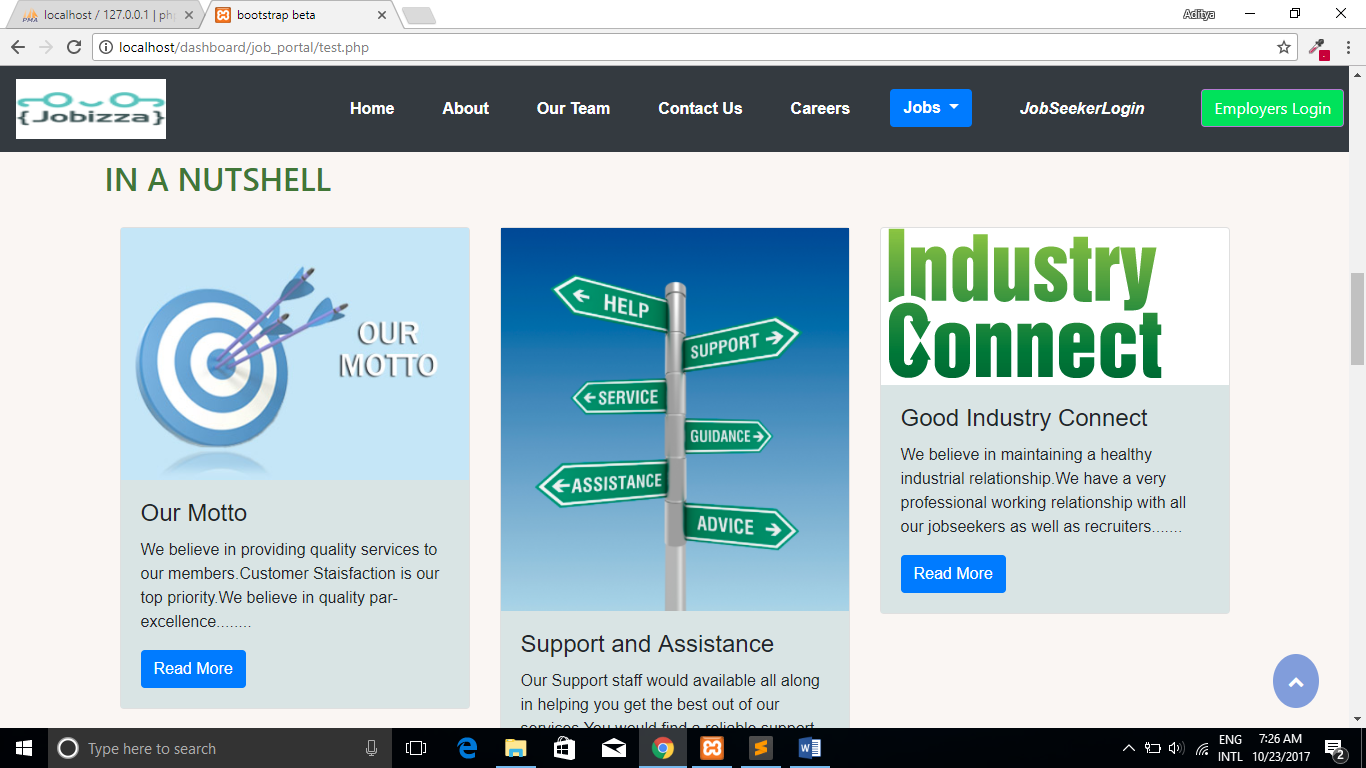 localhost / 127.0.0.1 | ph
bootstrap beta
Aditya
localhost/dashboard/job_portal/test.php
{Jobizza}
Home
About
Our Team
Contact Us
Careers
Jobs
JobSeekerLogin
Employers Login
IN A NUTSHELL
OUR
MOTTO
Our Motto
We believe in providing quality services to
our members.Customer Staisfaction is our
top priority.We believe in quality par-
excellence........
Read More
HELP
SUPPORT
SERVICE
GUIDANCE
ASSISTANCE
ADVICE
Support and Assistance
Our Support staff would available all along
in helping you get the best out of our
services.You would find a reliable support
Industry
Connect
Good Industry Connect
We believe in maintaining a healthy
industrial relationship.We have a very
professional working relationship with all
our jobseekers as well as recruiters.......
Read More
Type here to search
ENG
INTL
7:26 AM
10/23/2017
2